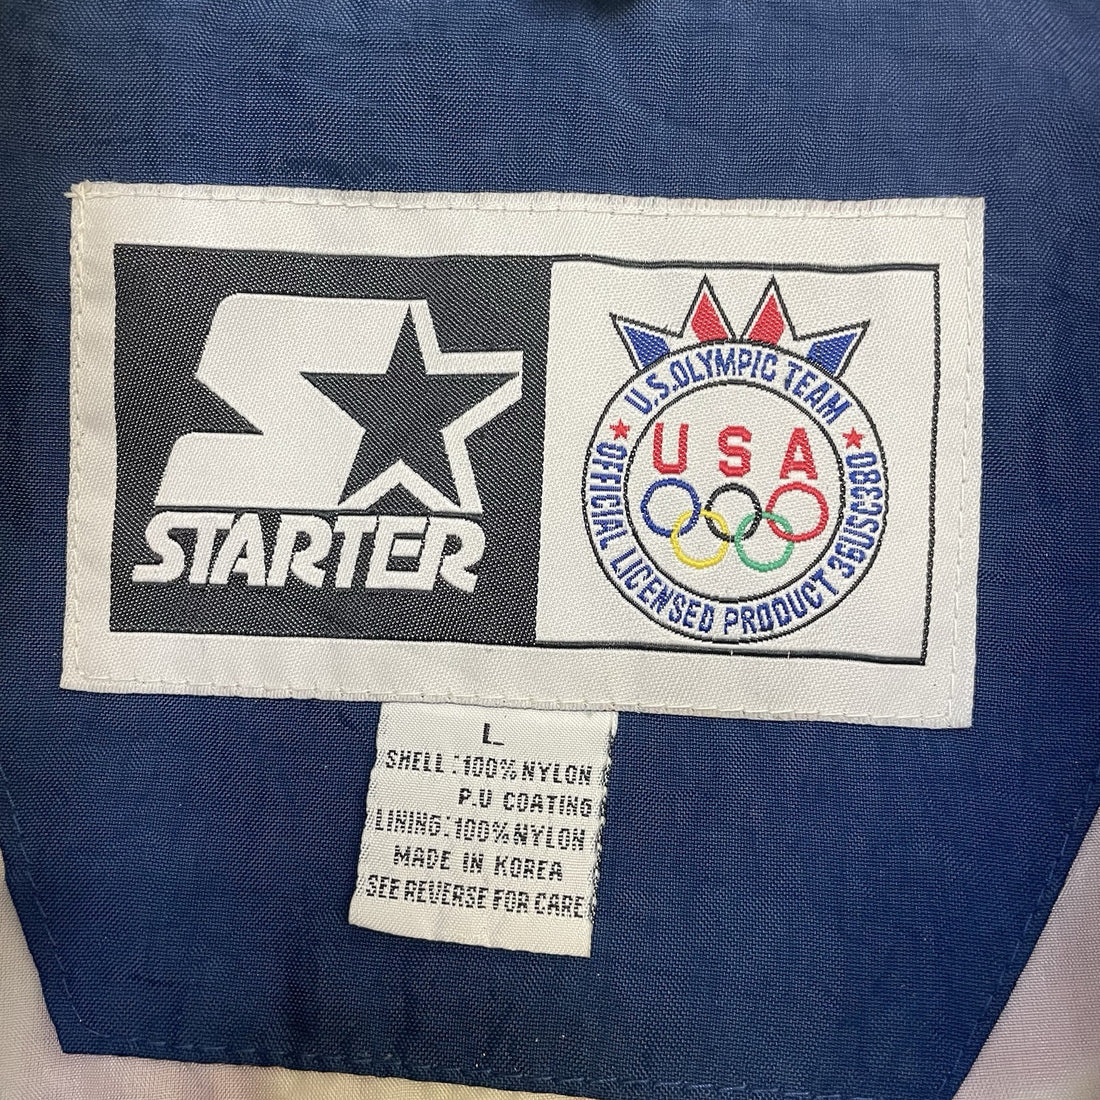 STARTER
U.S.OLYMPIC TEAM
USA
OFFICIAL LICENSED PRODUCT 36USC380
L
SHELL:100% NYLON
P.U COATING
LINING:100% NYLON
MADE IN KOREA
SEE REVERSE FOR CARE